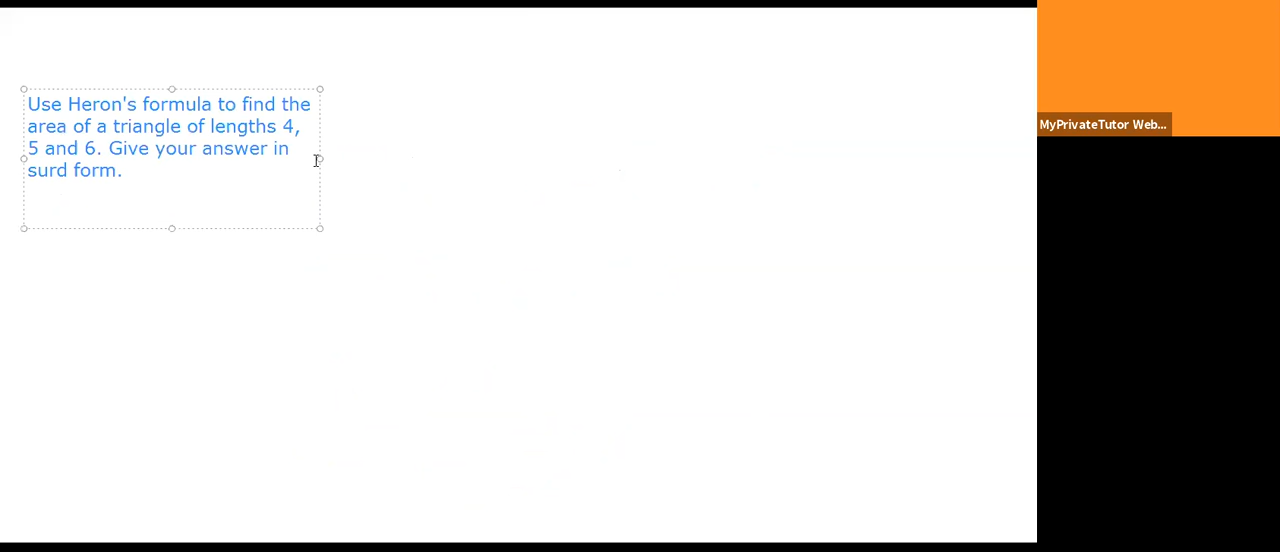 Use Heron's formula to find the
area of a triangle of lengths 4,
5 and 6. Give your answer in
surd form.
MyPrivateTutor Web...